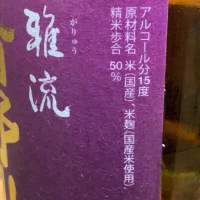 アルコール分15度
原材料名 米(国産)、米麹(国産米使用)
精米歩合 50%
がりゅう
雅流